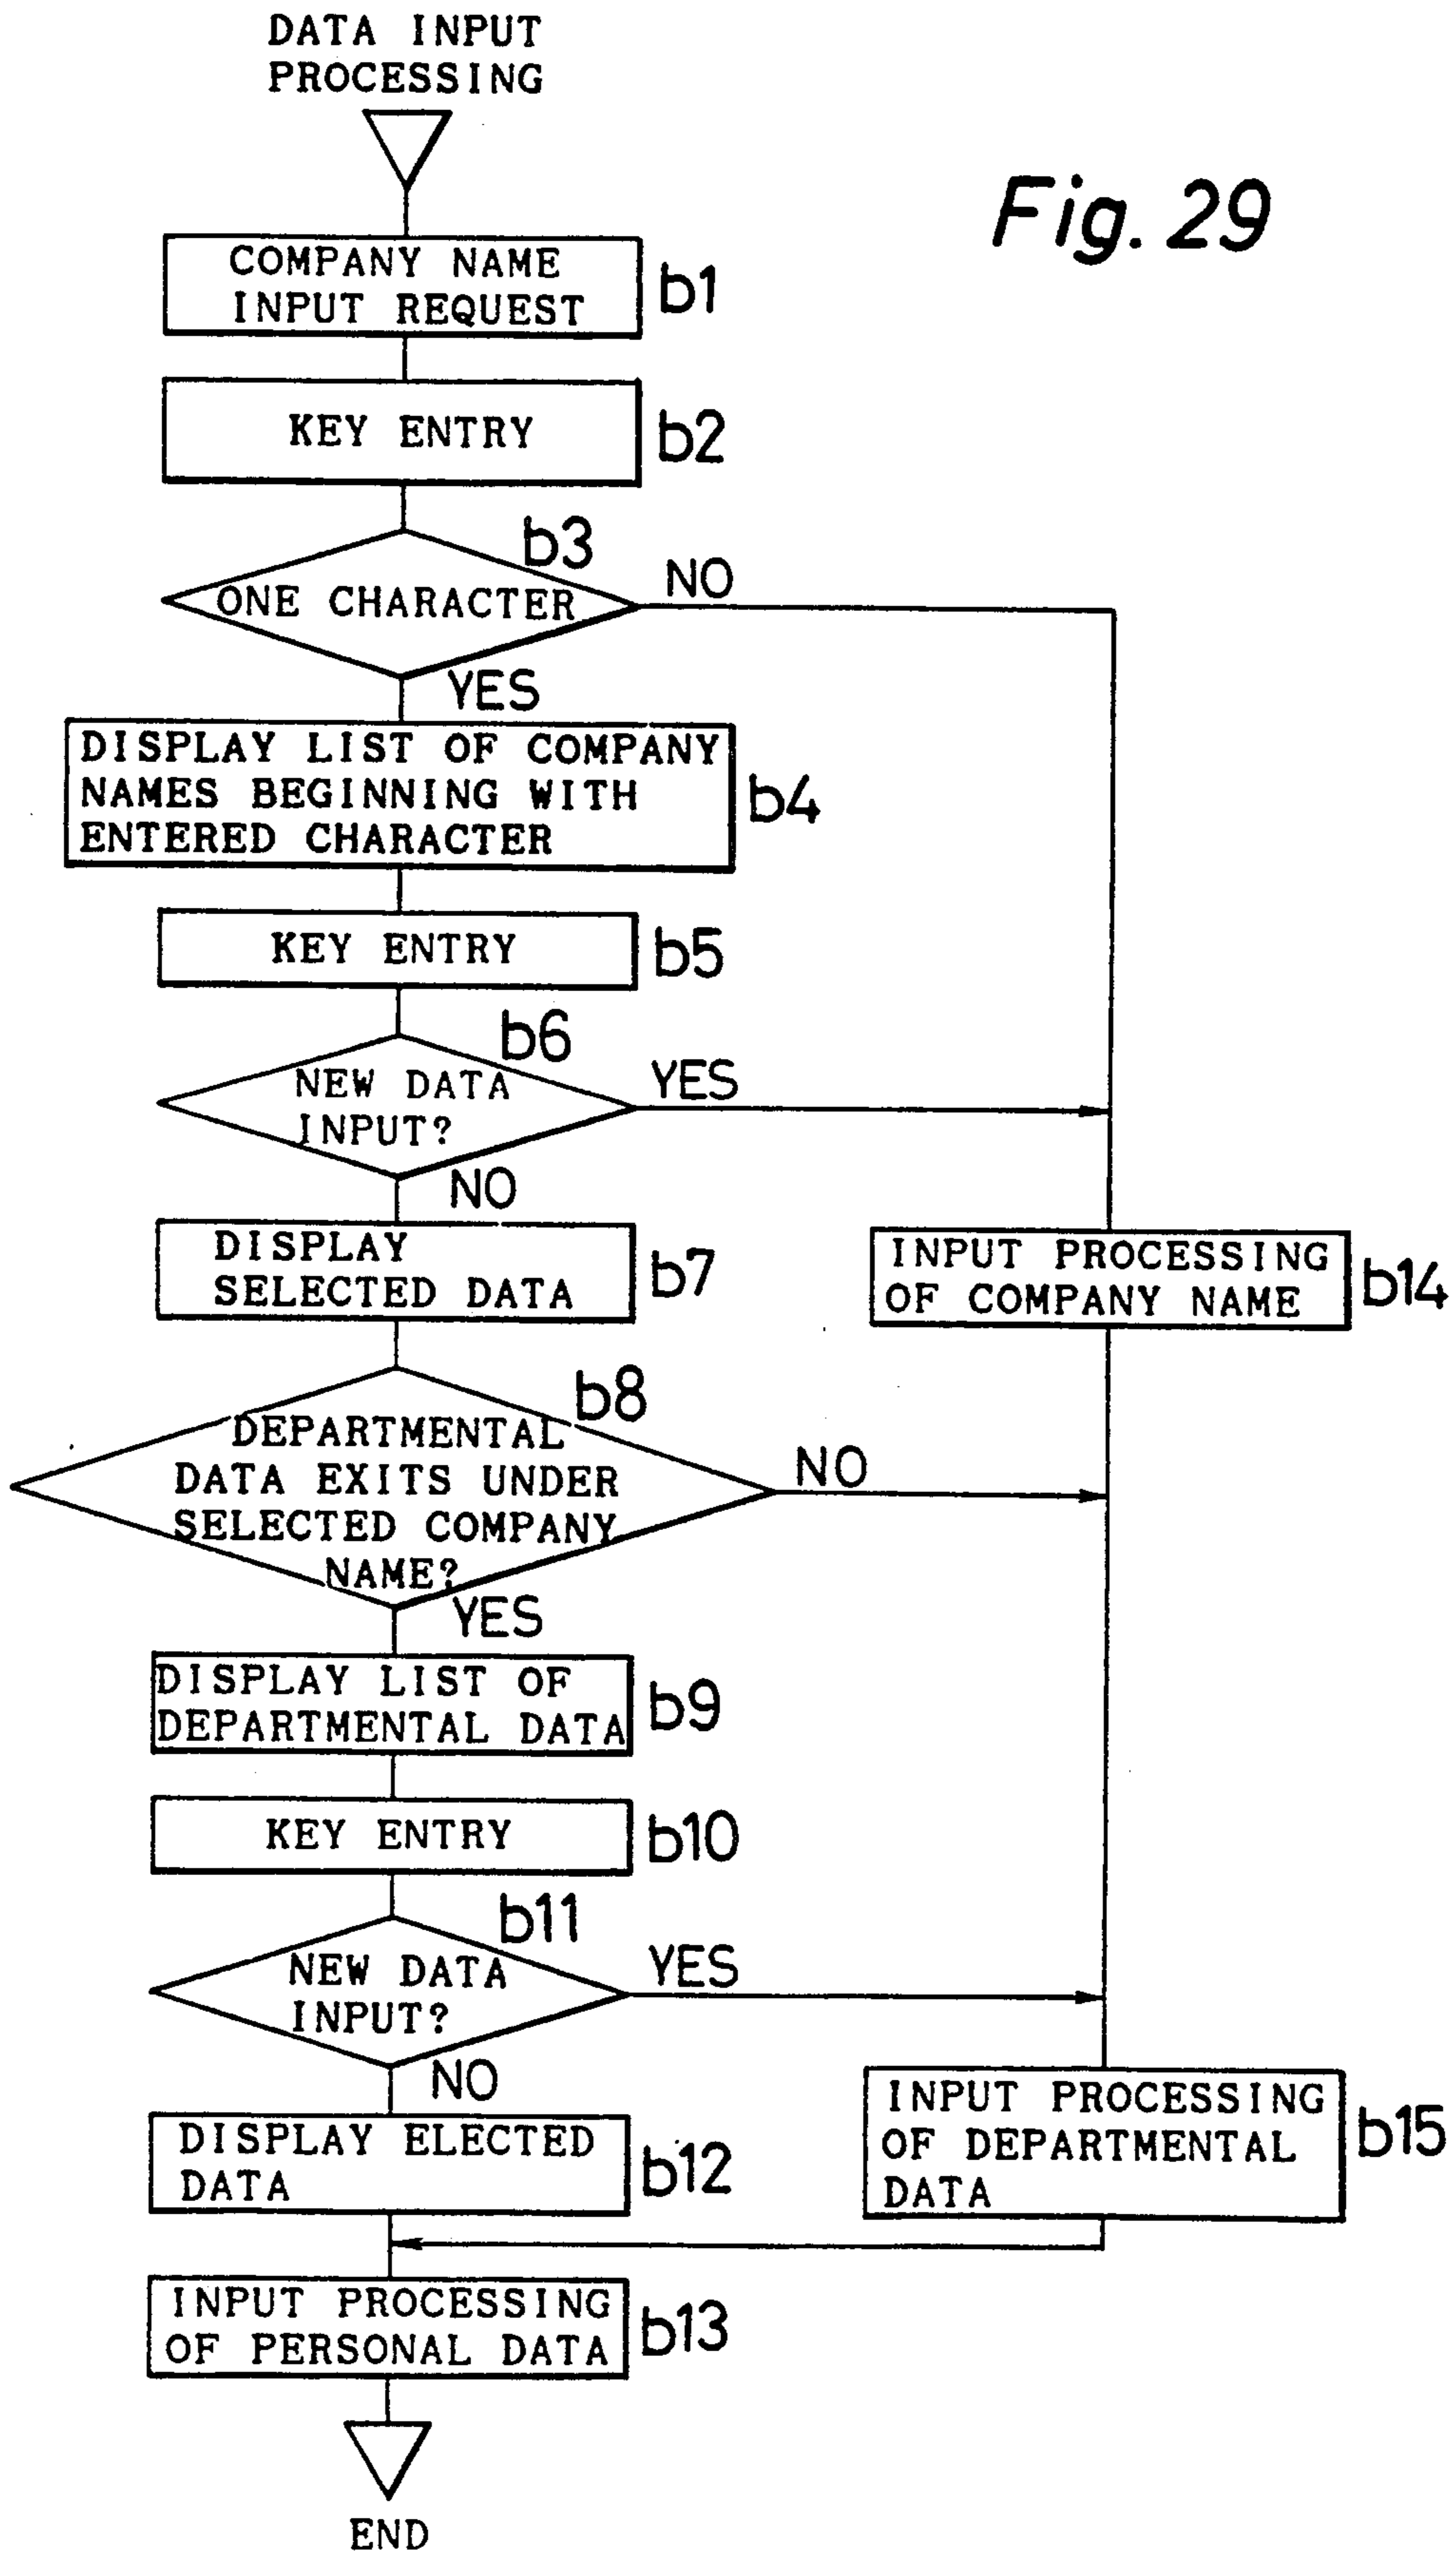 DATA INPUT
PROCESSING
Fig. 29
COMPANY NAME
INPUT REQUEST
b1
KEY ENTRY
b2
b3
ONE CHARACTER
NO
YES
DISPLAY LIST OF COMPANY
NAMES BEGINNING WITH
ENTERED CHARACTER
b4
KEY ENTRY
b5
b6
NEW DATA
INPUT?
YES
NO
DISPLAY
SELECTED DATA
b7
INPUT PROCESSING
OF COMPANY NAME
b14
b8
DEPARTMENTAL
DATA EXITS UNDER
SELECTED COMPANY
NAME?
NO
YES
DISPLAY LIST OF
DEPARTMENTAL DATA
b9
KEY ENTRY
b10
b11
NEW DATA
INPUT?
YES
NO
DISPLAY ELECTED
DATA
b12
INPUT PROCESSING
OF DEPARTMENTAL
DATA
b15
INPUT PROCESSING
OF PERSONAL DATA
b13
END